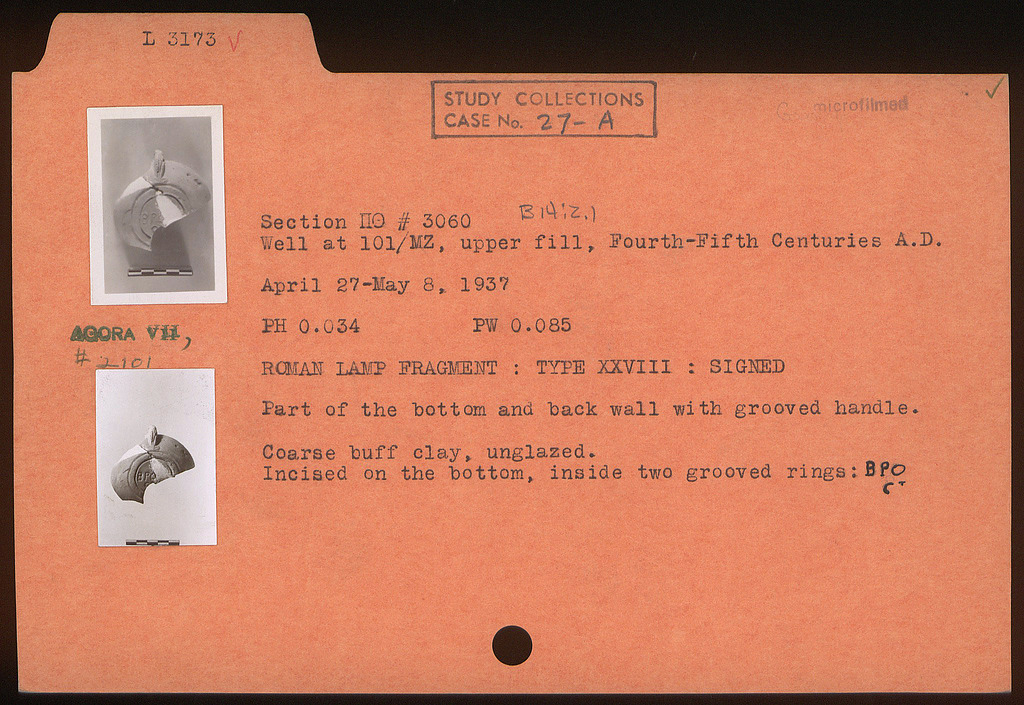 L 3173 ✓
STUDY COLLECTIONS
CASE No. 27-A
microfilmed ✓
Section ΠΘ # 3060 B 14:2.1
Well at 101/MZ, upper fill, Fourth-Fifth Centuries A.D.
April 27-May 8, 1937
PH 0.034 PW 0.085
AGORA VII,
# 2101
ROMAN LAMP FRAGMENT : TYPE XXVIII : SIGNED
Part of the bottom and back wall with grooved handle.
Coarse buff clay, unglazed.
Incised on the bottom, inside two grooved rings: ΒΡΟ